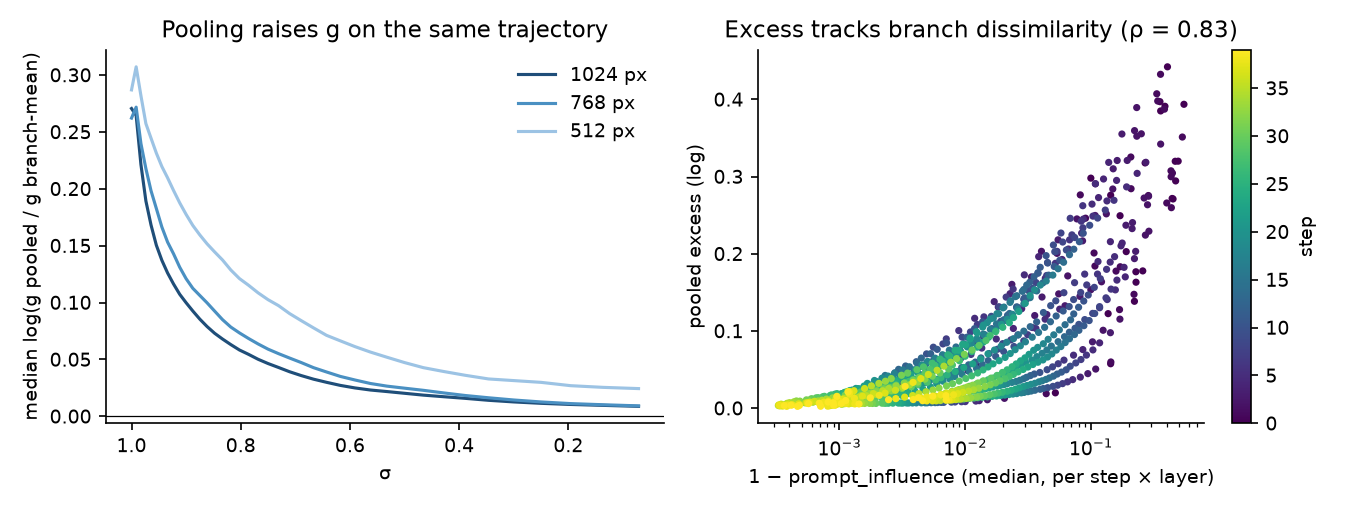 Pooling raises g on the same trajectory
median log(g pooled / g branch-mean)
0.30
0.25
0.20
0.15
0.10
0.05
0.00
1024 px
768 px
512 px
1.0 0.8 0.6 0.4 0.2
σ
Excess tracks branch dissimilarity (ρ = 0.83)
pooled excess (log)
0.4
0.3
0.2
0.1
0.0
10⁻³ 10⁻² 10⁻¹
1 − prompt_influence (median, per step × layer)
35
30
25
20
15
10
5
0
step